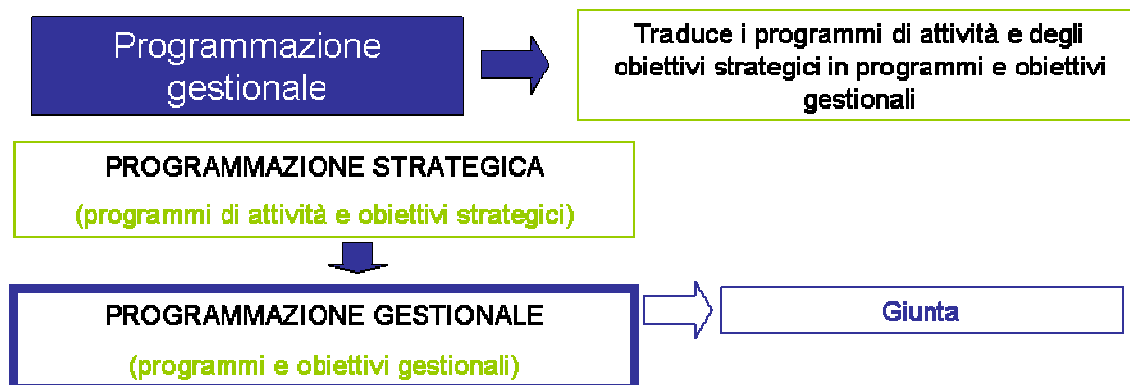 Programmazione
gestionale
Traduce i programmi di attività e degli
obiettivi strategici in programmi e obiettivi
gestionali
PROGRAMMAZIONE STRATEGICA
(programmi di attività e obiettivi strategici)
PROGRAMMAZIONE GESTIONALE
(programmi e obiettivi gestionali)
Giunta